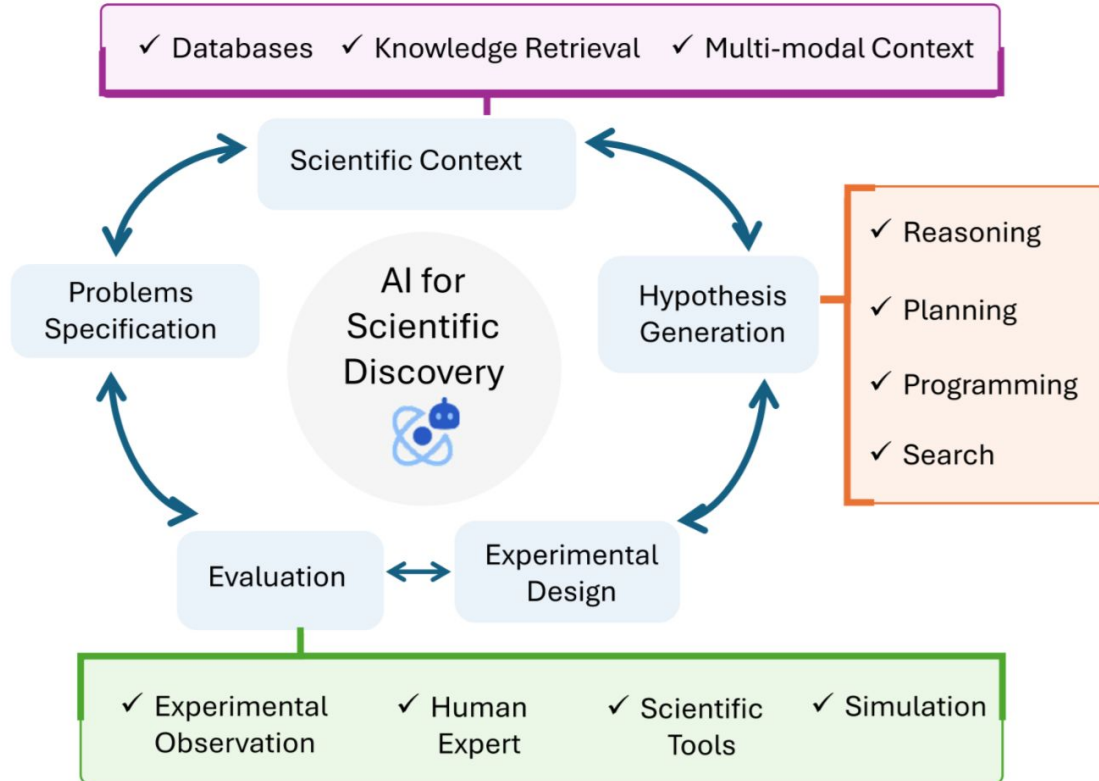 ✓ Databases ✓ Knowledge Retrieval ✓ Multi-modal Context
Scientific Context
Problems
Specification
AI for
Scientific
Discovery
Hypothesis
Generation
✓ Reasoning
✓ Planning
✓ Programming
✓ Search
Evaluation
Experimental
Design
✓ Experimental
Observation
✓ Human
Expert
✓ Scientific
Tools
✓ Simulation